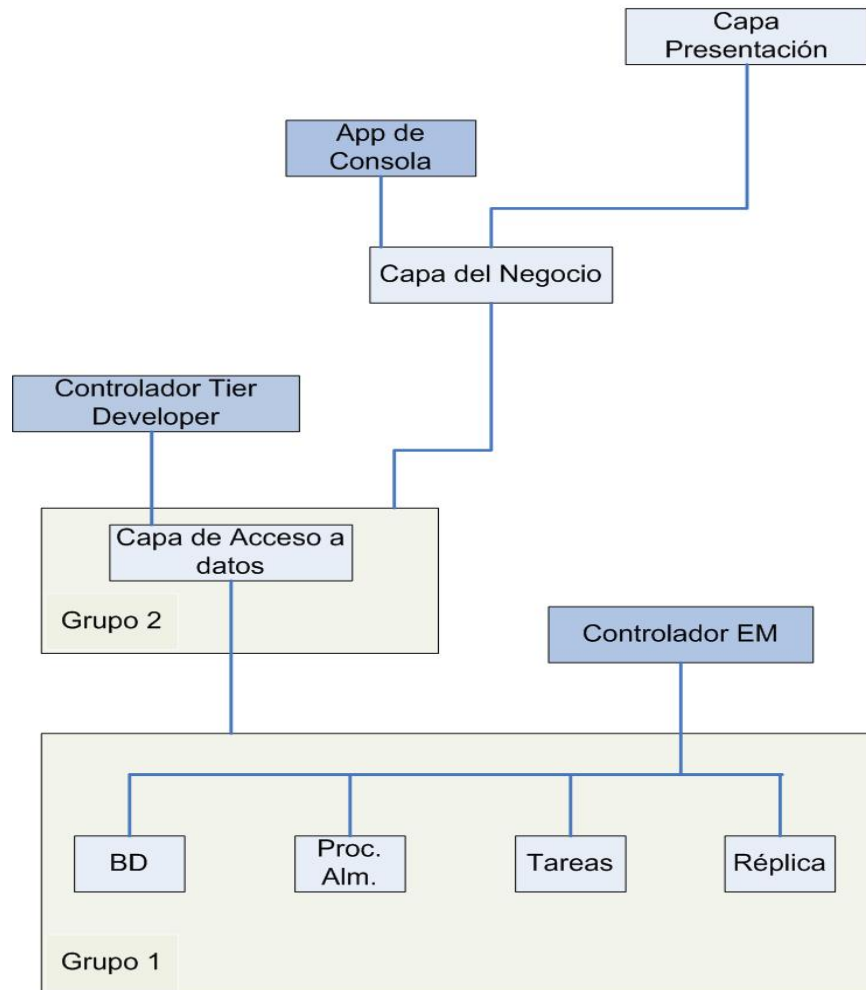 Capa
Presentación
App de
Consola
Capa del Negocio
Controlador Tier
Developer
Capa de Acceso a
datos
Grupo 2
Controlador EM
BD
Proc.
Alm.
Tareas
Réplica
Grupo 1